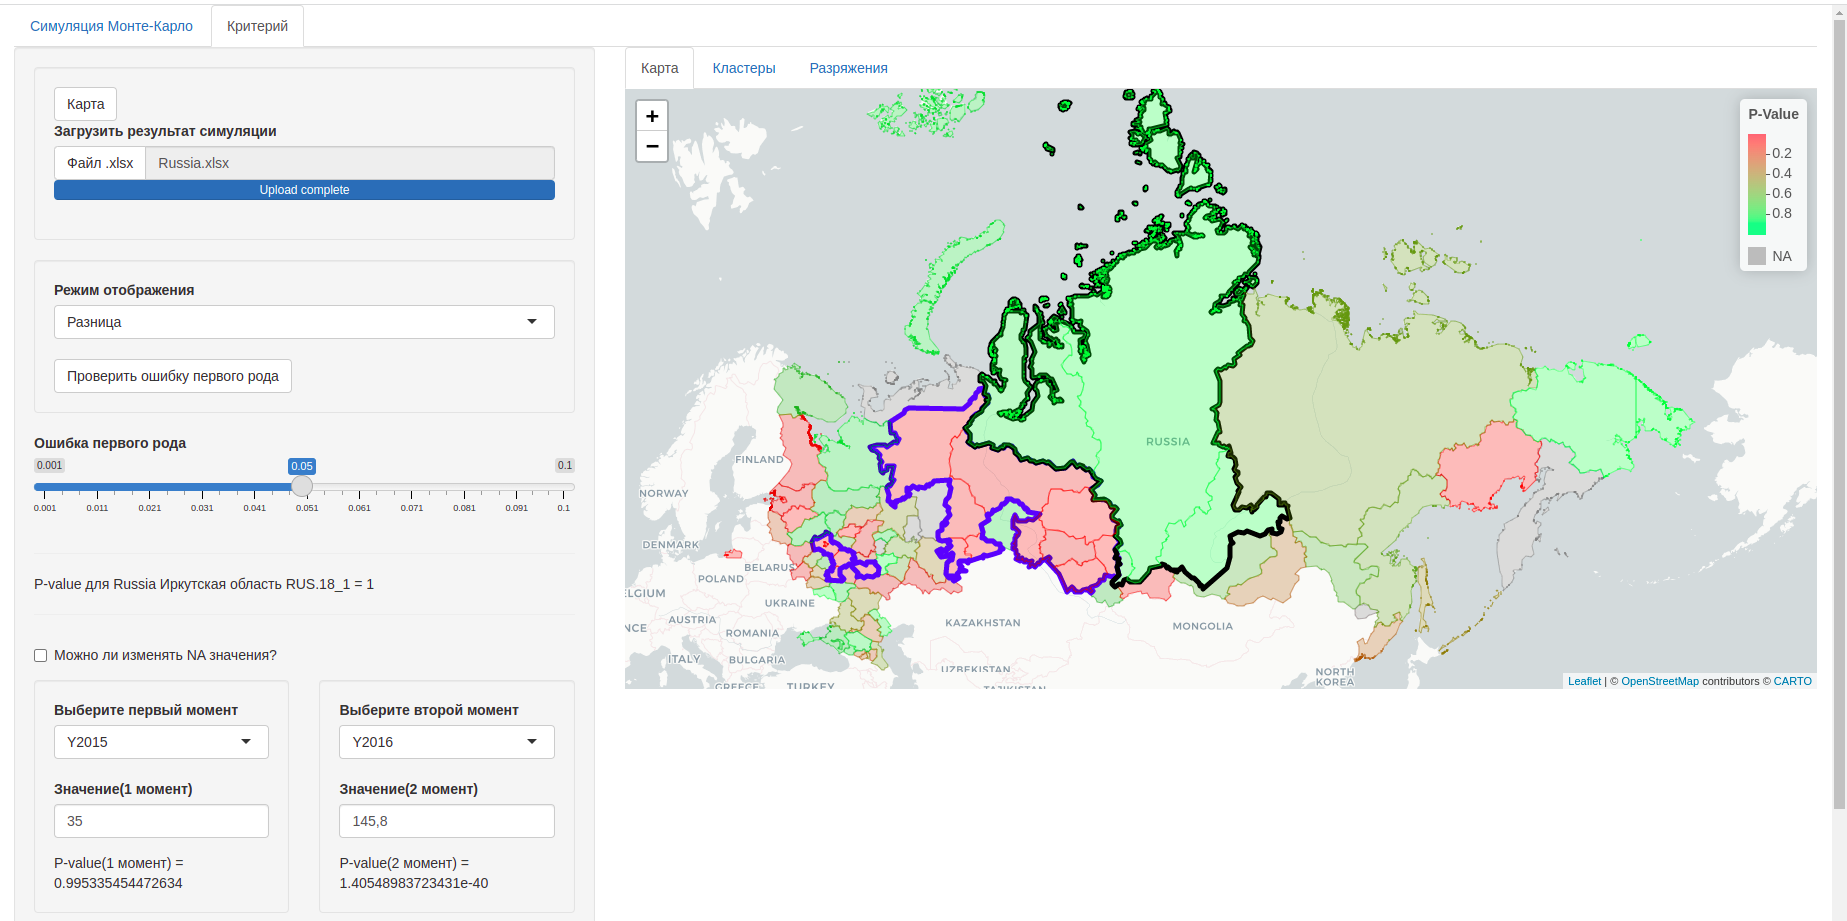 Симуляция Монте-Карло
Критерий
Карта
Загрузить результат симуляции
Файл .xlsx
Russia.xlsx
Upload complete
Режим отображения
Разница
Проверить ошибку первого рода
Ошибка первого рода
0.001
0.05
0.1
0.001 0.011 0.021 0.031 0.041 0.051 0.061 0.071 0.081 0.091 0.1
P-value для Russia Иркутская область RUS.18_1 = 1
Можно ли изменять NA значения?
Выберите первый момент
Y2015
Значение(1 момент)
35
P-value(1 момент) =
0.995335454472634
Выберите второй момент
Y2016
Значение(2 момент)
145,8
P-value(2 момент) =
1.40548983723431e-40
Карта
Кластеры
Разряжения
+
−
P-Value
0.2
0.4
0.6
0.8
NA
RUSSIA
FINLAND
NORWAY
DENMARK
BELARUS
POLAND
ELGIUM
UKRAINE
AUSTRIA
NCE
ROMANIA
KAZAKHSTAN
MONGOLIA
ITALY
BULGARIA
UZBEKISTAN
NORTH
KOREA
GREECE
TURKEY
TAJIKISTAN
Leaflet | © OpenStreetMap contributors © CARTO